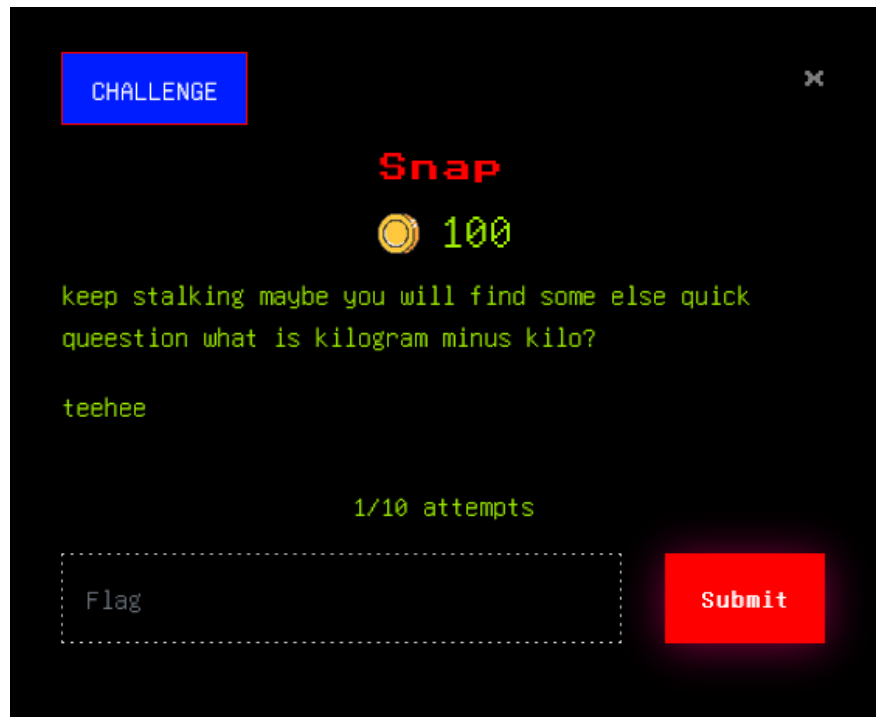 CHALLENGE
×
Snap
100
keep stalking maybe you will find some else quick
queestion what is kilogram minus kilo?
teehee
1/10 attempts
Flag
Submit